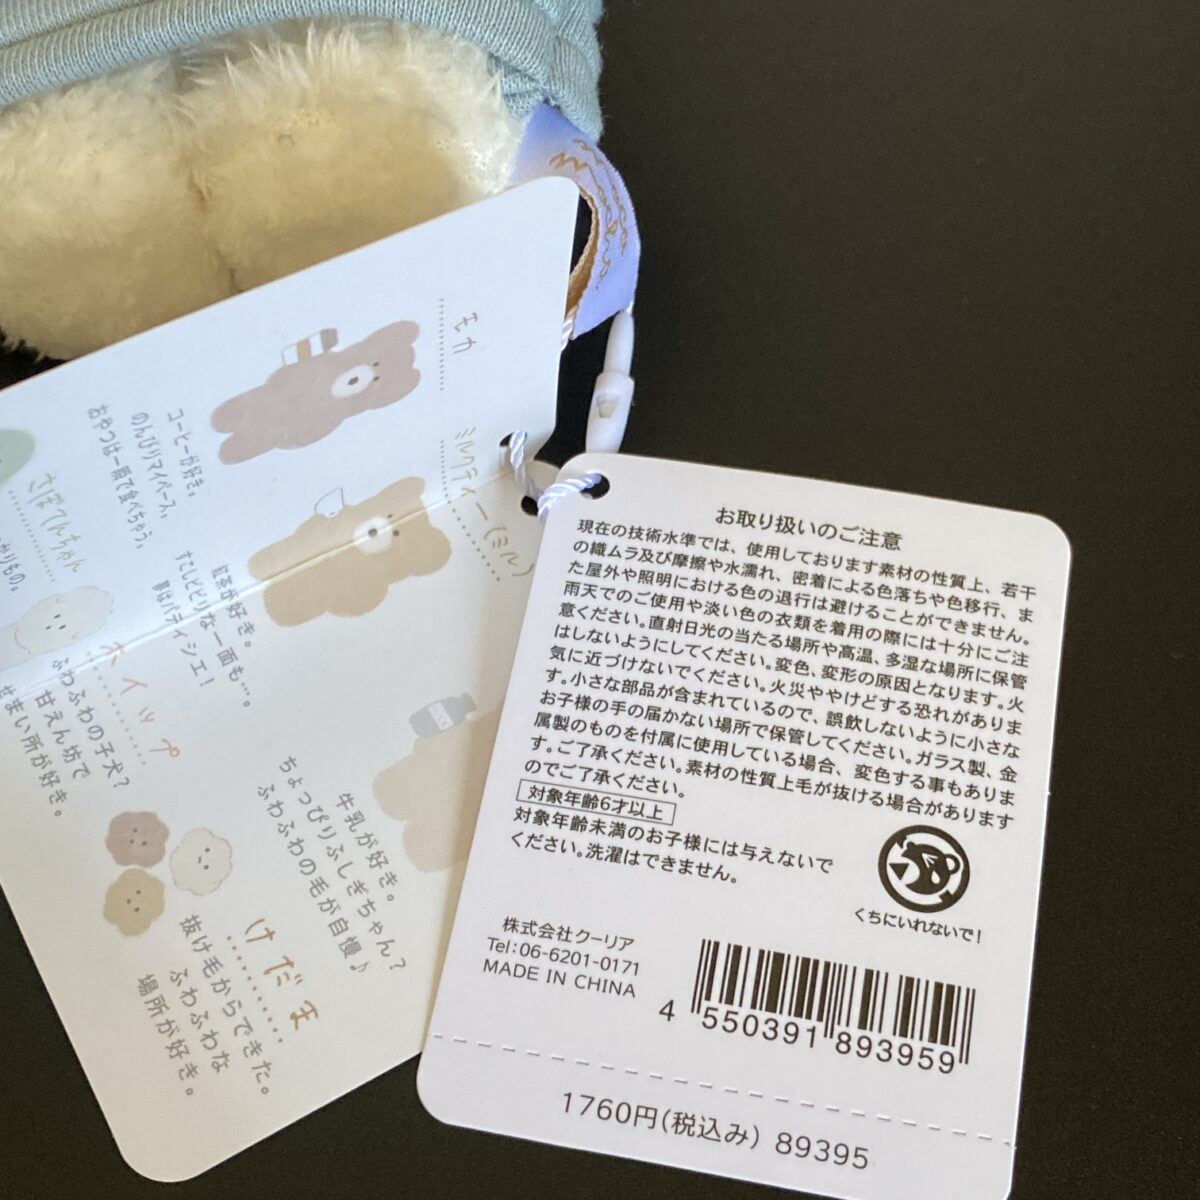 モカ
コーヒーが好き。
のんびりマイペース。
おやつは一瞬で食べちゃう。
ミルクティー(ミル)
紅茶が好き。
すこしビビリな一面も…。
夢はパティシエ!
牛乳が好き。
ちょっぴりふしぎちゃん?
ふわふわの毛が自慢♪
さぼてんちゃん
ホイップ
ふわふわの子犬?
甘えん坊で
せまい所が好き。
けだま
抜け毛からできた。
ふわふわな
場所が好き。
お取り扱いのご注意
現在の技術水準では、使用しております素材の性質上、若干
の織ムラ及び摩擦や水濡れ、密着による色落ちや色移行、ま
た屋外や照明における色の退行は避けることができません。
雨天でのご使用や淡い色の衣類を着用の際には十分にご注
意ください。直射日光の当たる場所や高温、多湿な場所に保管
はしないようにしてください。変色、変形の原因となります。火
気に近づけないでください。火災ややけどする恐れがありま
す。小さな部品が含まれているので、誤飲しないように小さな
お子様の手の届かない場所で保管してください。ガラス製、金
属製のものを付属に使用している場合、変色する事もありま
す。ご了承ください。素材の性質上毛が抜ける場合があります
のでご了承ください。
対象年齢6才以上
対象年齢未満のお子様には与えないで
ください。洗濯はできません。
くちにいれないで!
株式会社クーリア
Tel:06-6201-0171
MADE IN CHINA
4 550391 893959
1760円(税込み) 89395